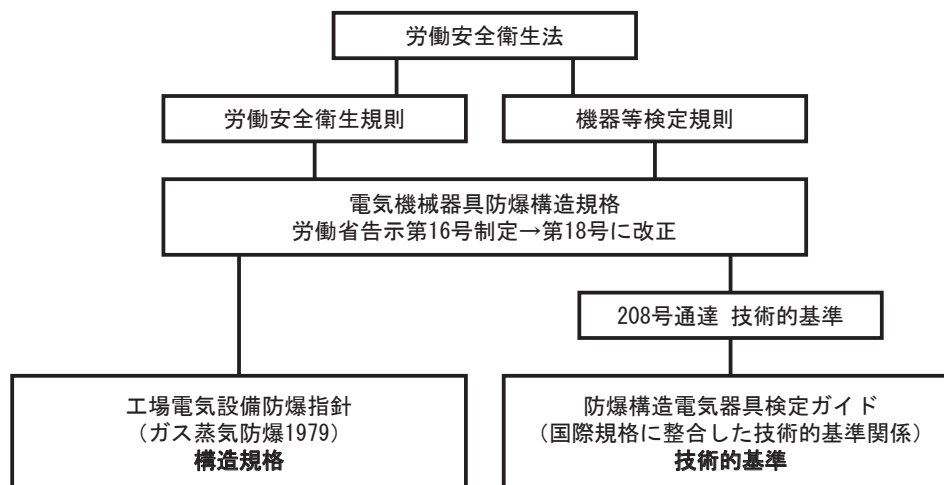 労働安全衛生法
労働安全衛生規則
機器等検定規則
電気機械器具防爆構造規格
労働省告示第16号制定→第18号に改正
208号通達 技術的基準
工場電気設備防爆指針
（ガス蒸気防爆1979）
構造規格
防爆構造電気器具検定ガイド
（国際規格に整合した技術的基準関係）
技術的基準